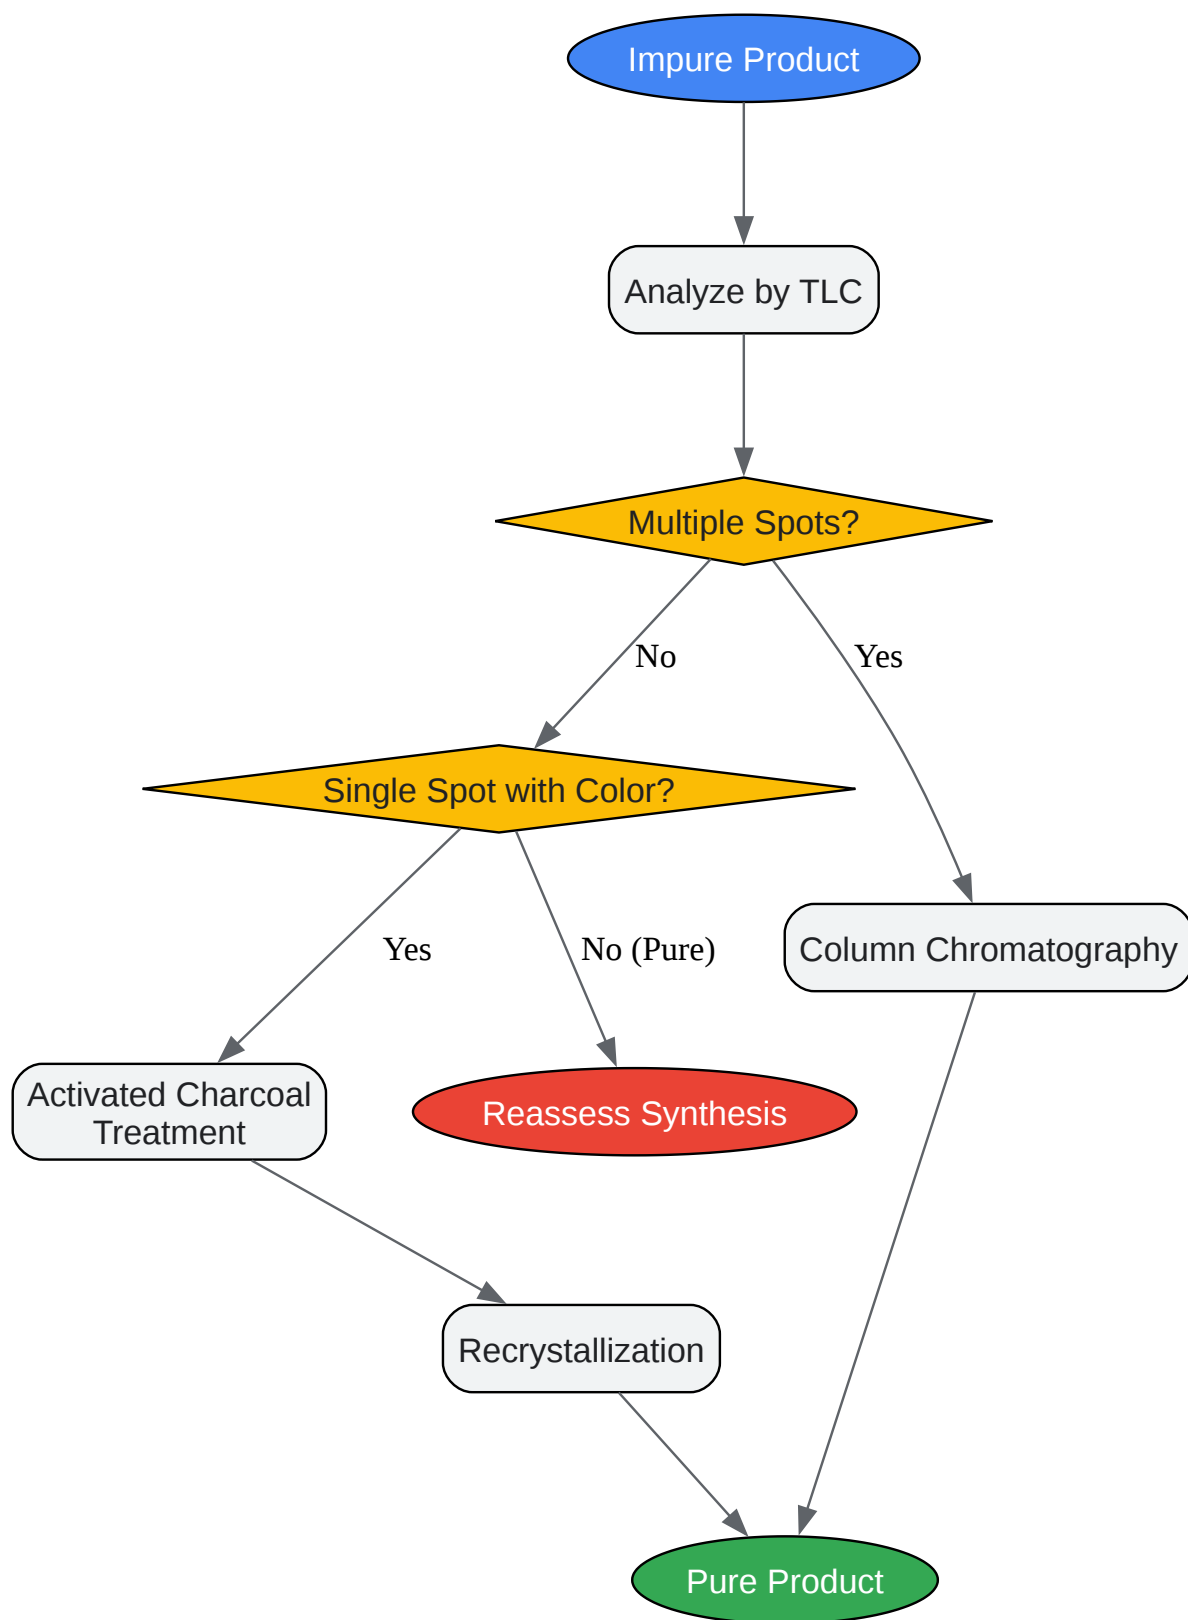 Impure Product
Analyze by TLC
Multiple Spots?
No
Yes
Single Spot with Color?
Yes
No (Pure)
Column Chromatography
Activated Charcoal
Treatment
Reassess Synthesis
Recrystallization
Pure Product